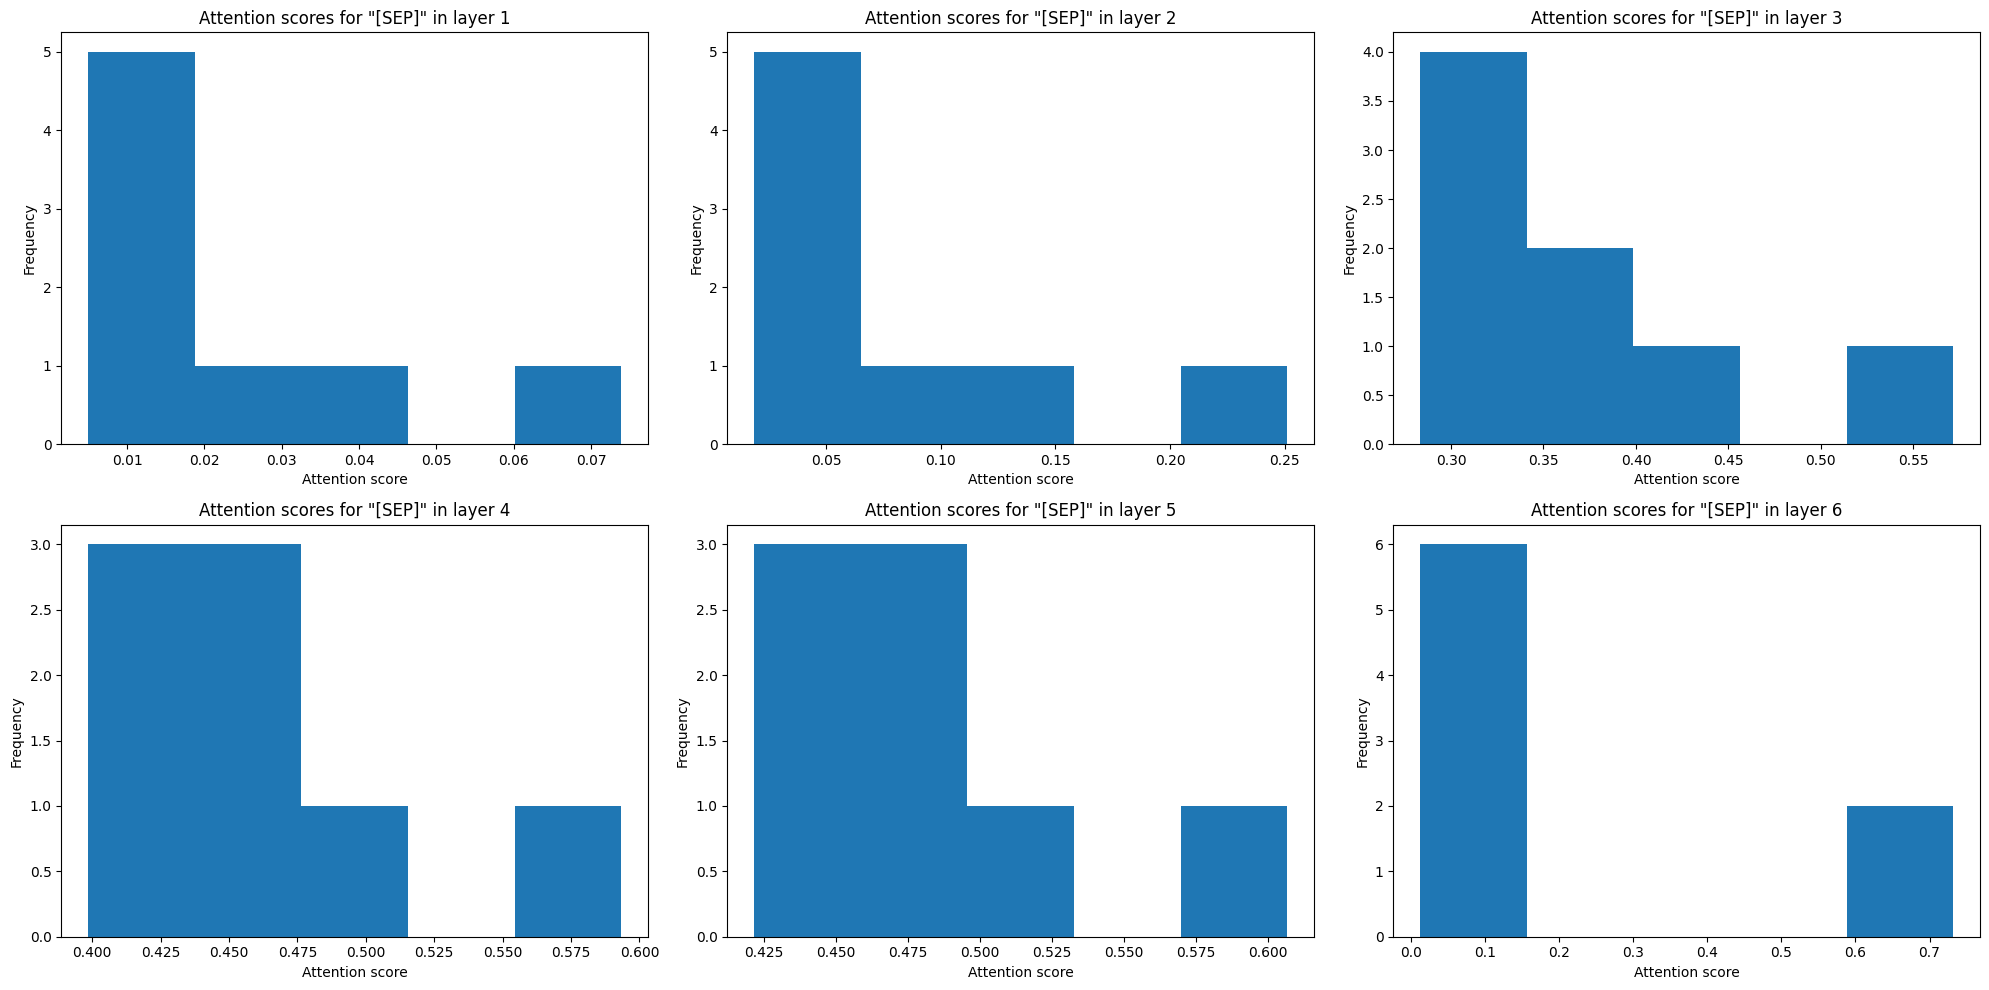 Attention scores for "[SEP]" in layer 1
5
4
3
2
1
0
Frequency
0.01 0.02 0.03 0.04 0.05 0.06 0.07
Attention score
Attention scores for "[SEP]" in layer 2
5
4
3
2
1
0
Frequency
0.05 0.10 0.15 0.20 0.25
Attention score
Attention scores for "[SEP]" in layer 3
4.0
3.5
3.0
2.5
2.0
1.5
1.0
0.5
0.0
Frequency
0.30 0.35 0.40 0.45 0.50 0.55
Attention score
Attention scores for "[SEP]" in layer 4
3.0
2.5
2.0
1.5
1.0
0.5
0.0
Frequency
0.400 0.425 0.450 0.475 0.500 0.525 0.550 0.575 0.600
Attention score
Attention scores for "[SEP]" in layer 5
3.0
2.5
2.0
1.5
1.0
0.5
0.0
Frequency
0.425 0.450 0.475 0.500 0.525 0.550 0.575 0.600
Attention score
Attention scores for "[SEP]" in layer 6
6
5
4
3
2
1
0
Frequency
0.0 0.1 0.2 0.3 0.4 0.5 0.6 0.7
Attention score